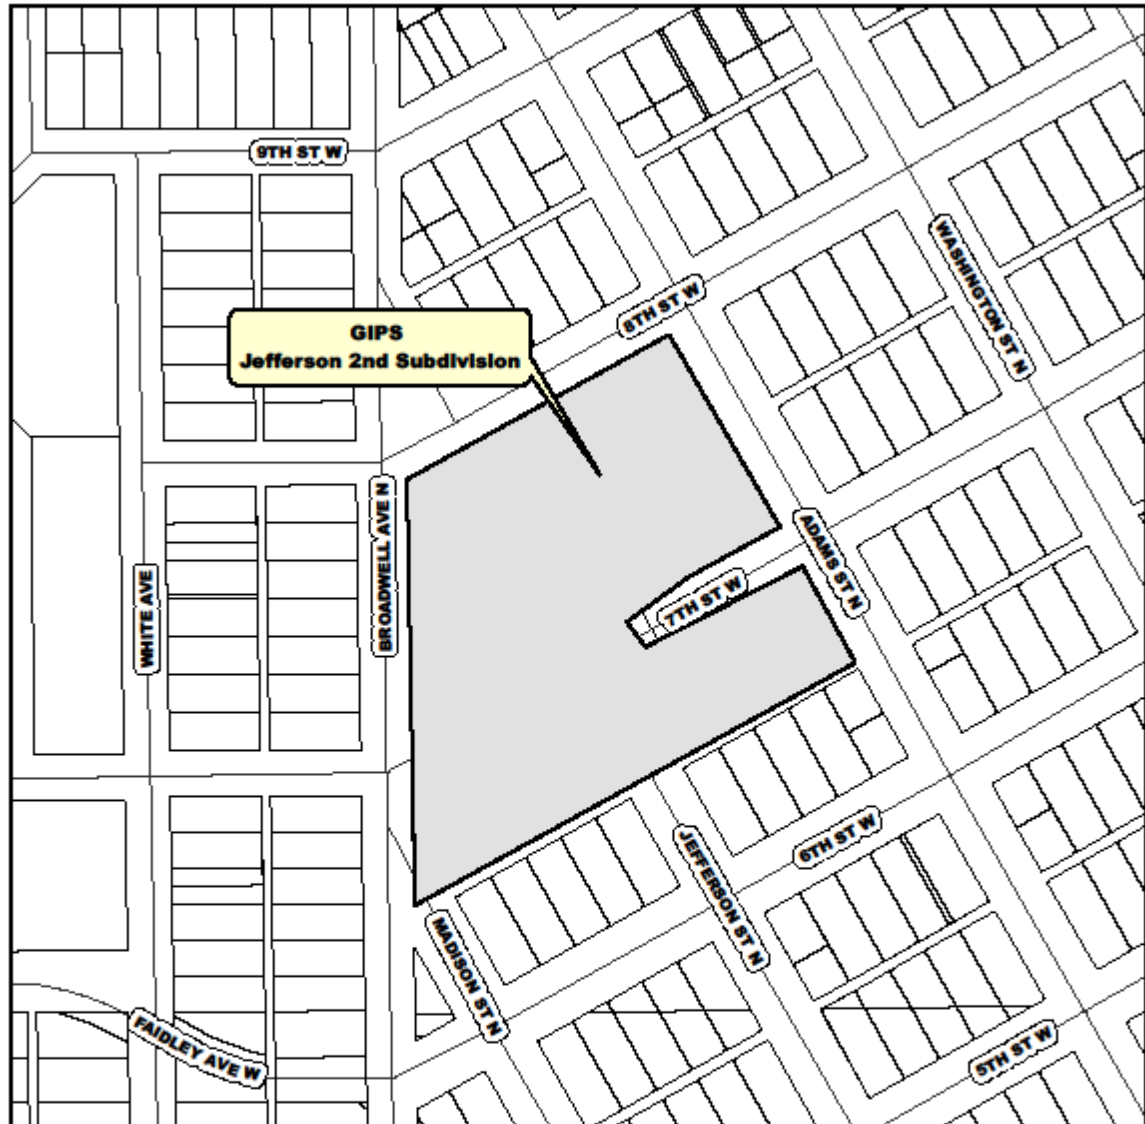 9TH ST W
WASHINGTON ST N
8TH ST W
GIPS
Jefferson 2nd Subdivision
BROADWELL AVE N
ADAMS ST N
WHITE AVE
7TH ST W
6TH ST W
JEFFERSON ST N
MADISON ST N
FAIDLEY AVE W
5TH ST W